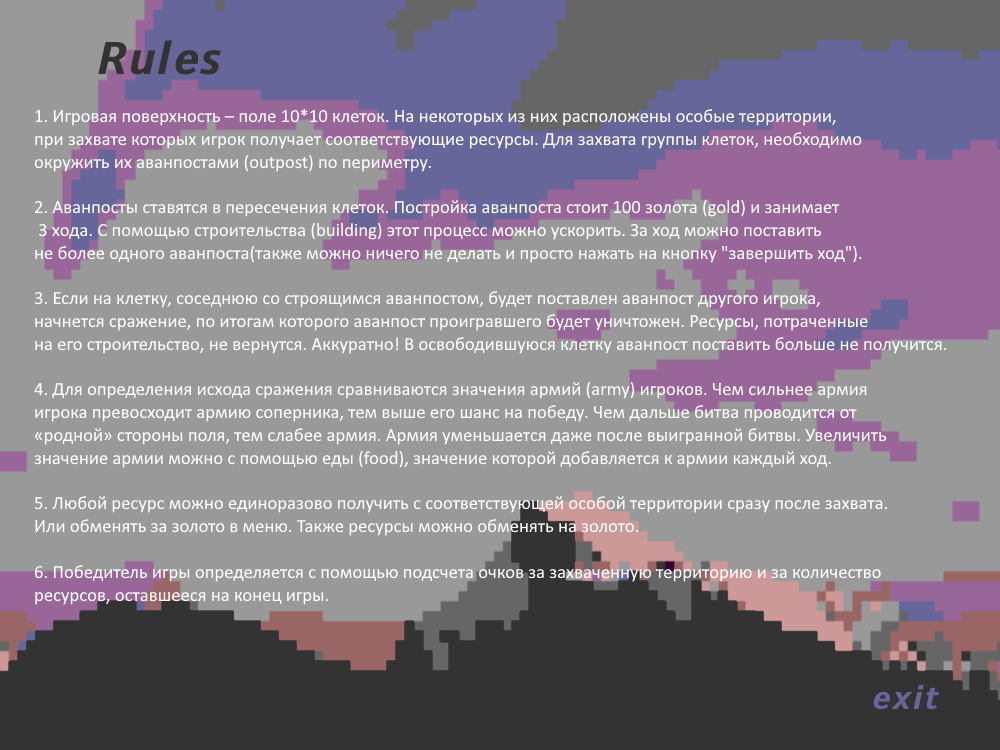 Rules
1. Игровая поверхность – поле 10*10 клеток. На некоторых из них расположены особые территории,
при захвате которых игрок получает соответствующие ресурсы. Для захвата группы клеток, необходимо
окружить их аванпостами (outpost) по периметру.
2. Аванпосты ставятся в пересечения клеток. Постройка аванпоста стоит 100 золота (gold) и занимает
3 хода. С помощью строительства (building) этот процесс можно ускорить. За ход можно поставить
не более одного аванпоста(также можно ничего не делать и просто нажать на кнопку "завершить ход").
3. Если на клетку, соседнюю со строящимся аванпостом, будет поставлен аванпост другого игрока,
начнется сражение, по итогам которого аванпост проигравшего будет уничтожен. Ресурсы, потраченные
на его строительство, не вернутся. Аккуратно! В освободившуюся клетку аванпост поставить больше не получится.
4. Для определения исхода сражения сравниваются значения армий (army) игроков. Чем сильнее армия
игрока превосходит армию соперника, тем выше его шанс на победу. Чем дальше битва проводится от
«родной» стороны поля, тем слабее армия. Армия уменьшается даже после выигранной битвы. Увеличить
значение армии можно с помощью еды (food), значение которой добавляется к армии каждый ход.
5. Любой ресурс можно единоразово получить с соответствующей особой территории сразу после захвата.
Или обменять за золото в меню. Также ресурсы можно обменять на золото.
6. Победитель игры определяется с помощью подсчета очков за захваченную территорию и за количество
ресурсов, оставшееся на конец игры.
exit